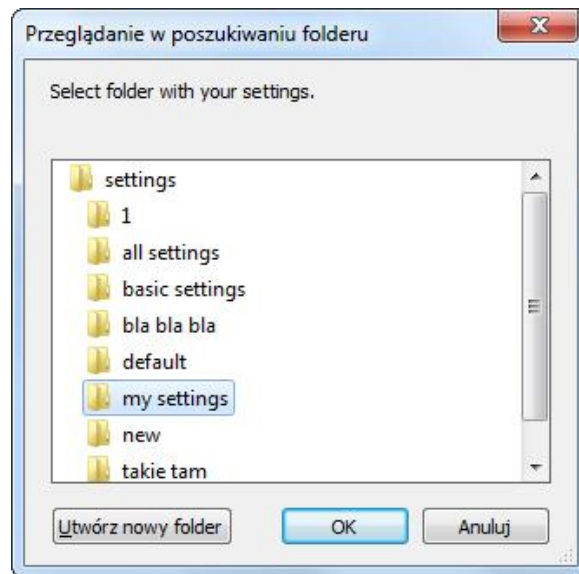 Przeglądanie w poszukiwaniu folderu
Select folder with your settings.
settings
1
all settings
basic settings
bla bla bla
default
my settings
new
takie tam
Utwórz nowy folder
OK
Anuluj